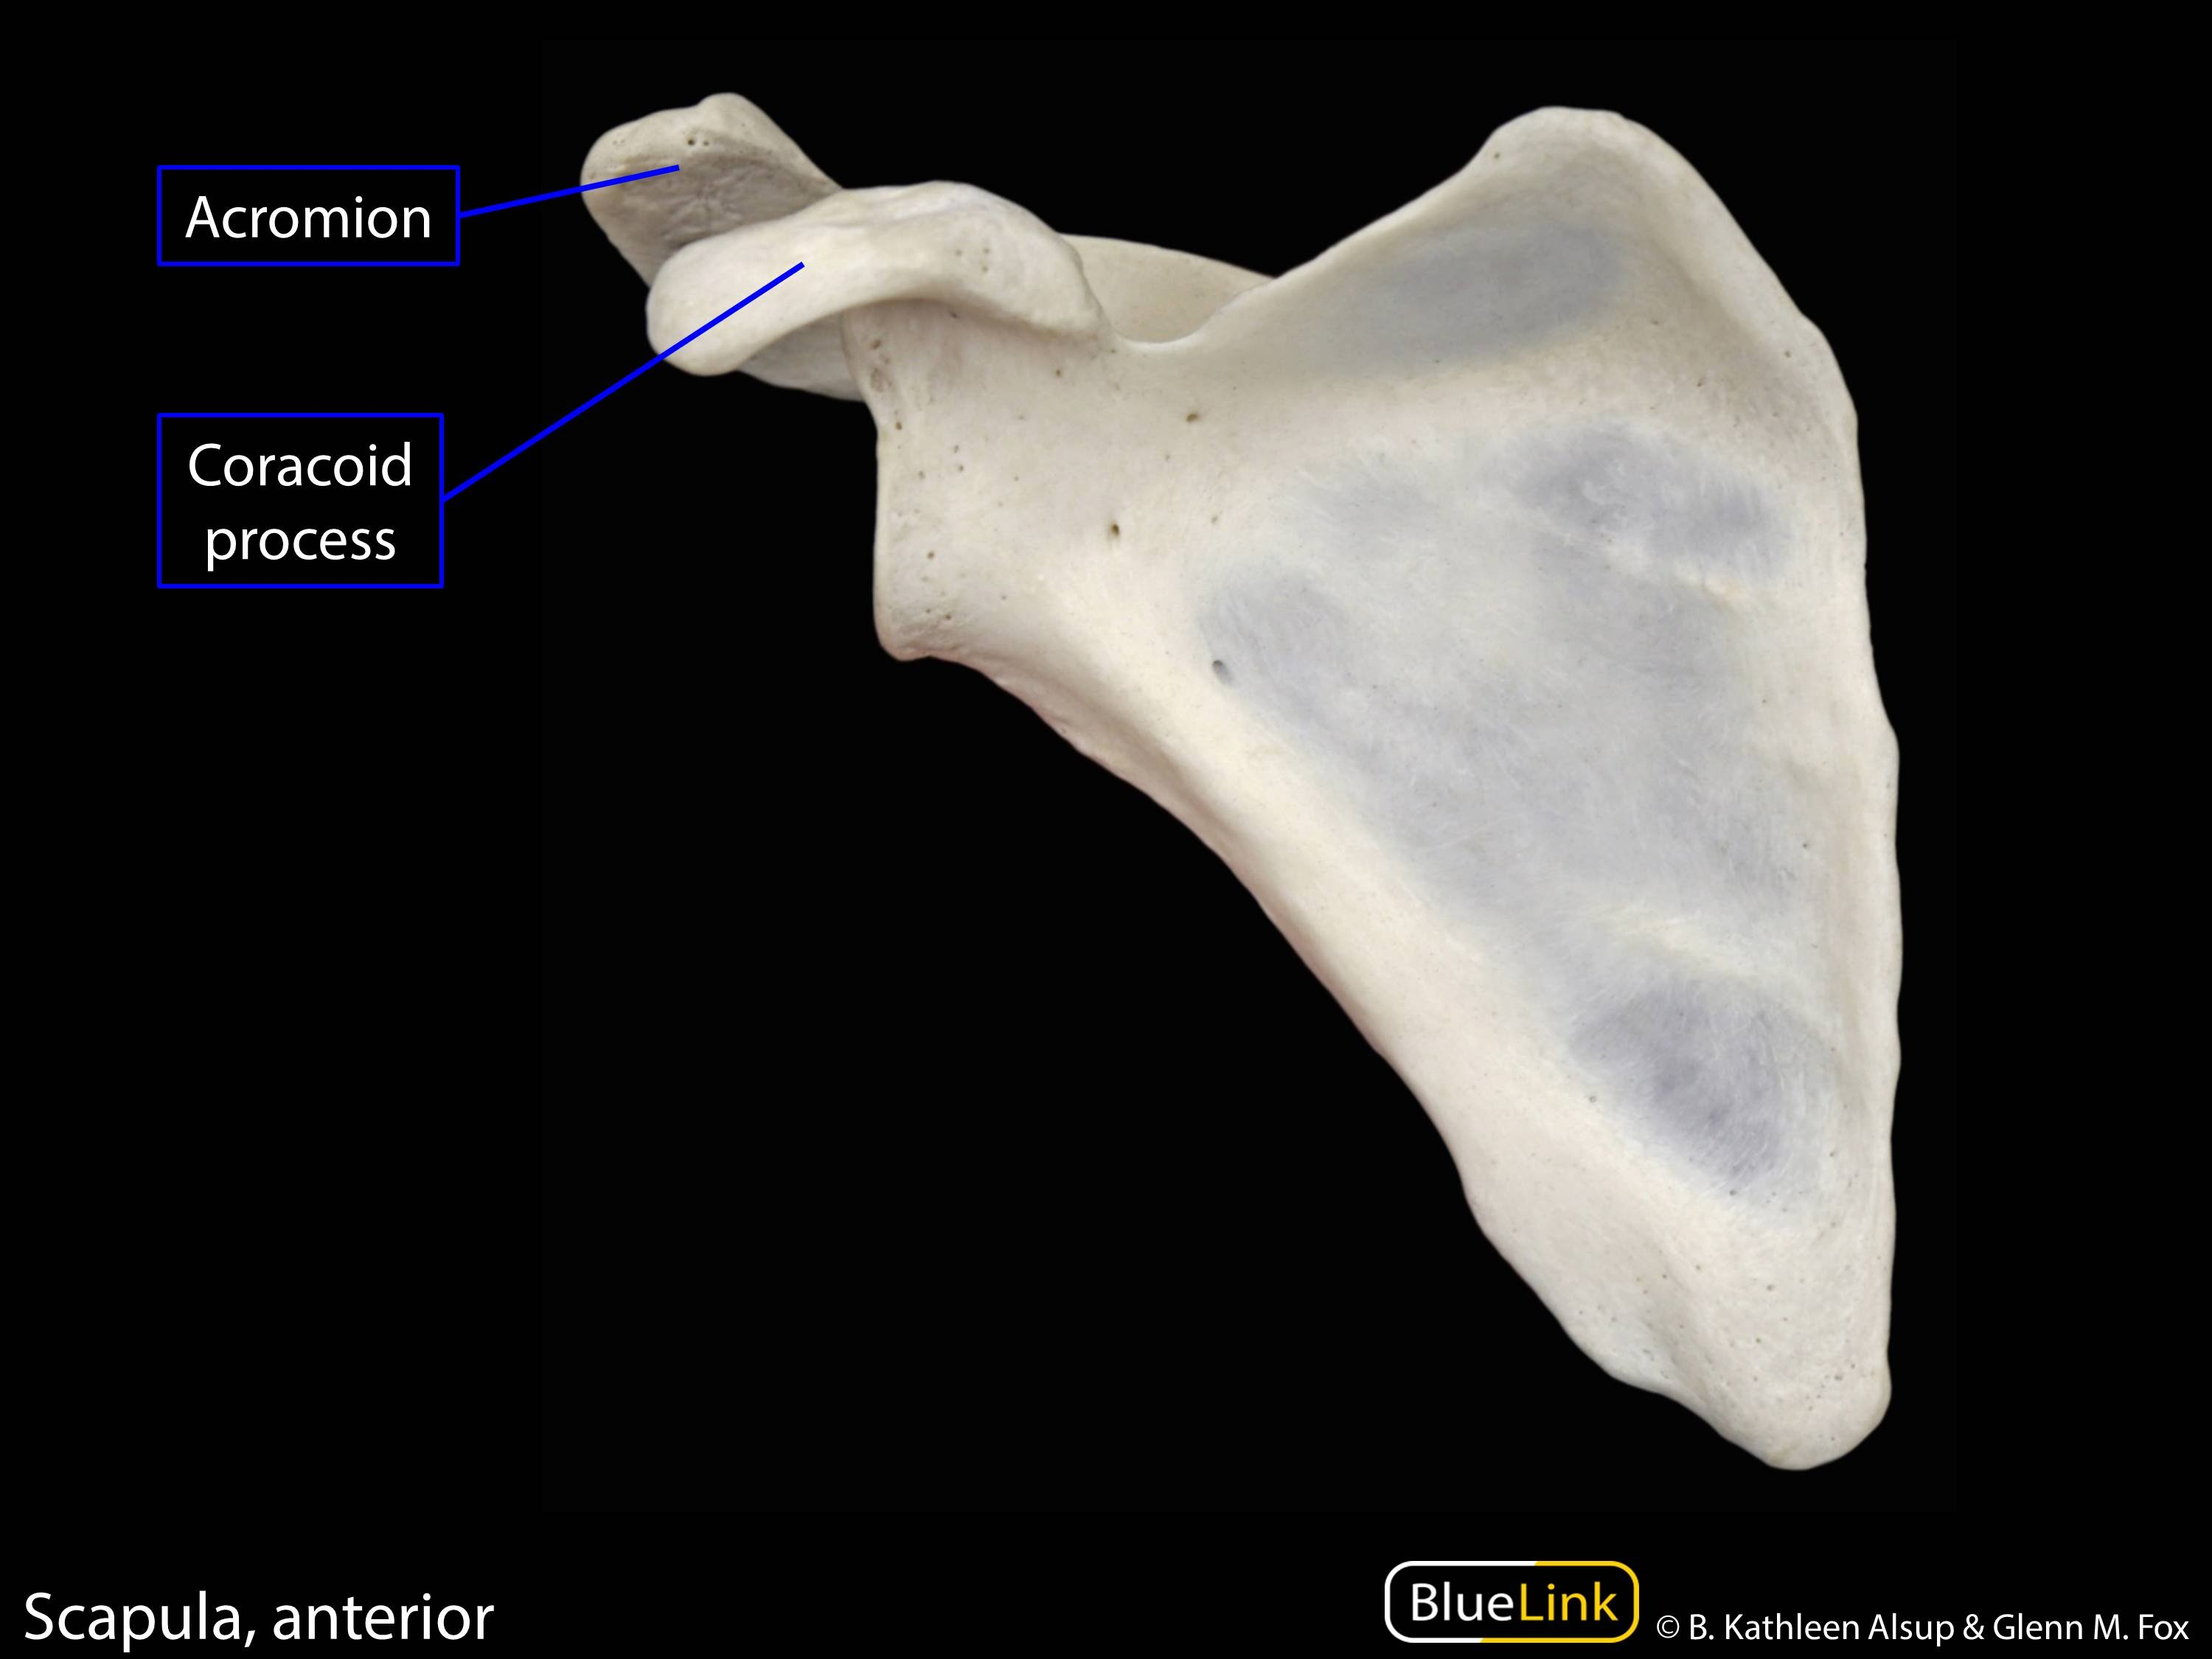 Acromion
Coracoid
process
Scapula, anterior
BlueLink
© B. Kathleen Alsup & Glenn M. Fox